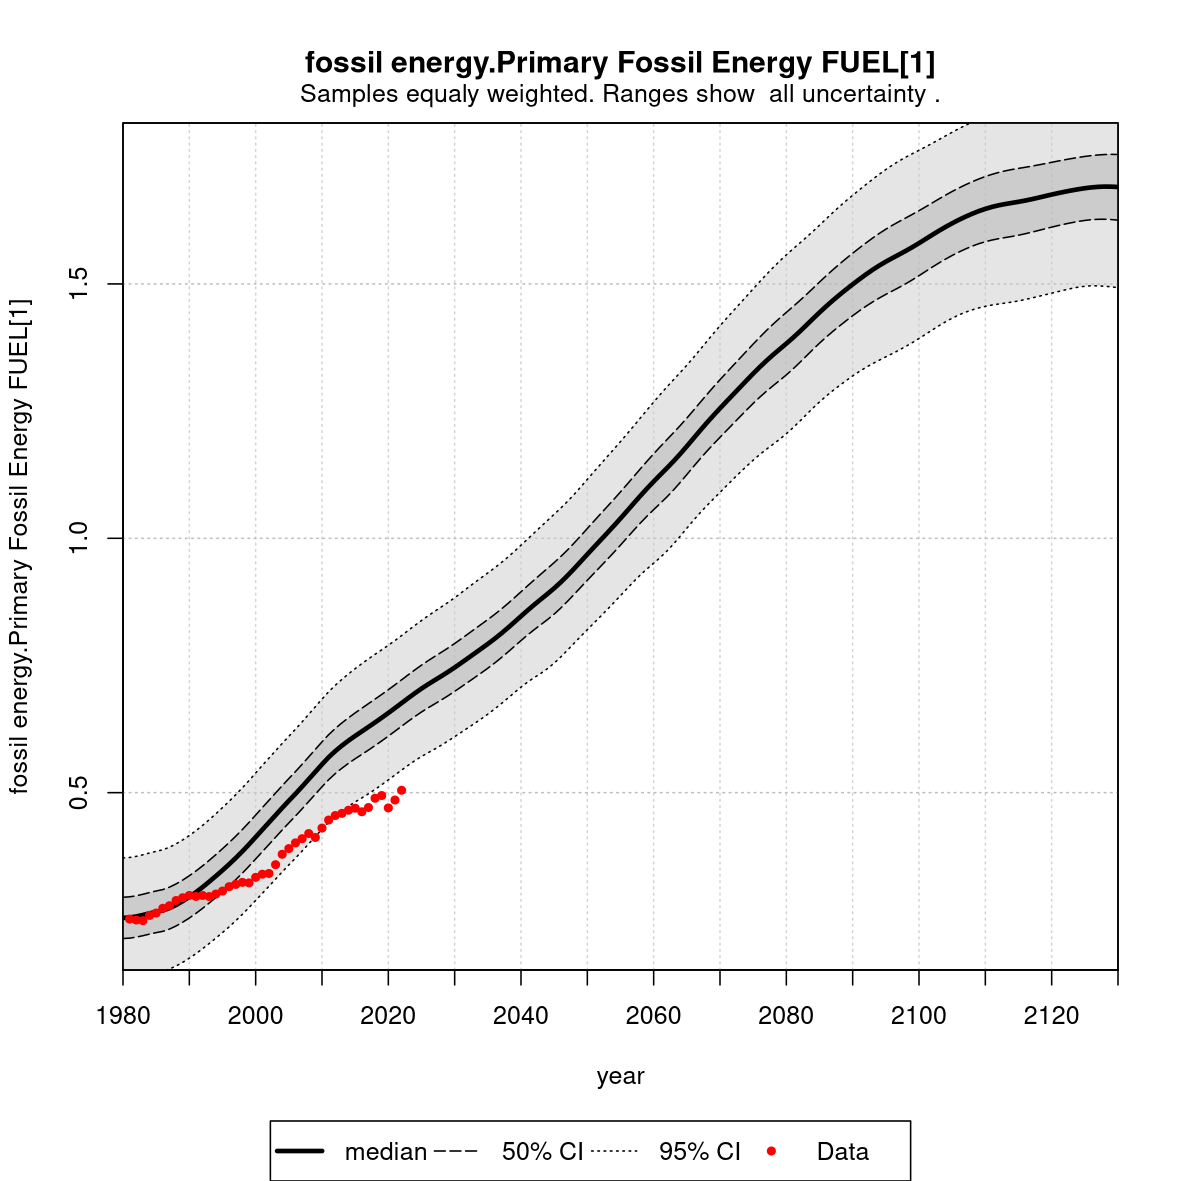 fossil energy.Primary Fossil Energy FUEL[1]
Samples equaly weighted. Ranges show  all uncertainty .
fossil energy.Primary Fossil Energy FUEL[1]
1.5
1.0
0.5
1980 2000 2020 2040 2060 2080 2100 2120
year
median 50% CI 95% CI Data